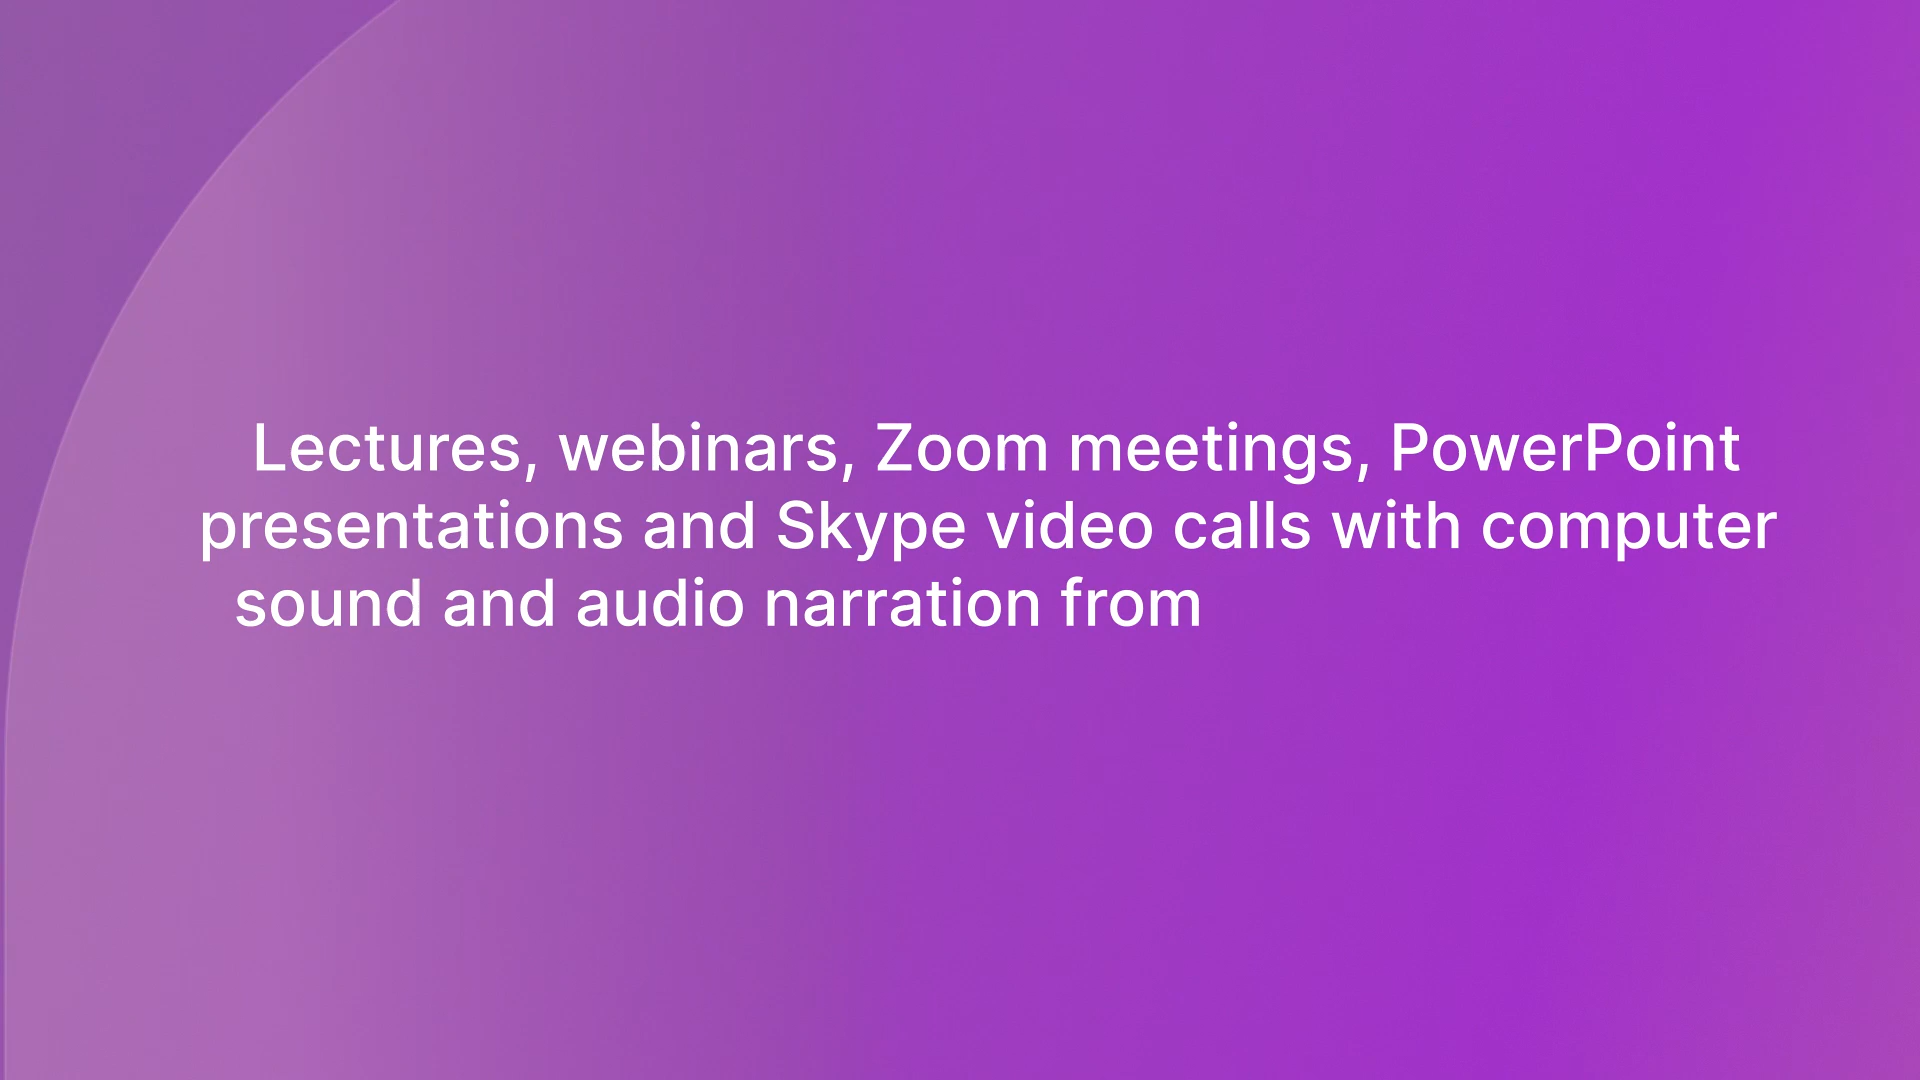 Lectures, webinars, Zoom meetings, PowerPoint
presentations and Skype video calls with computer
sound and audio narration from